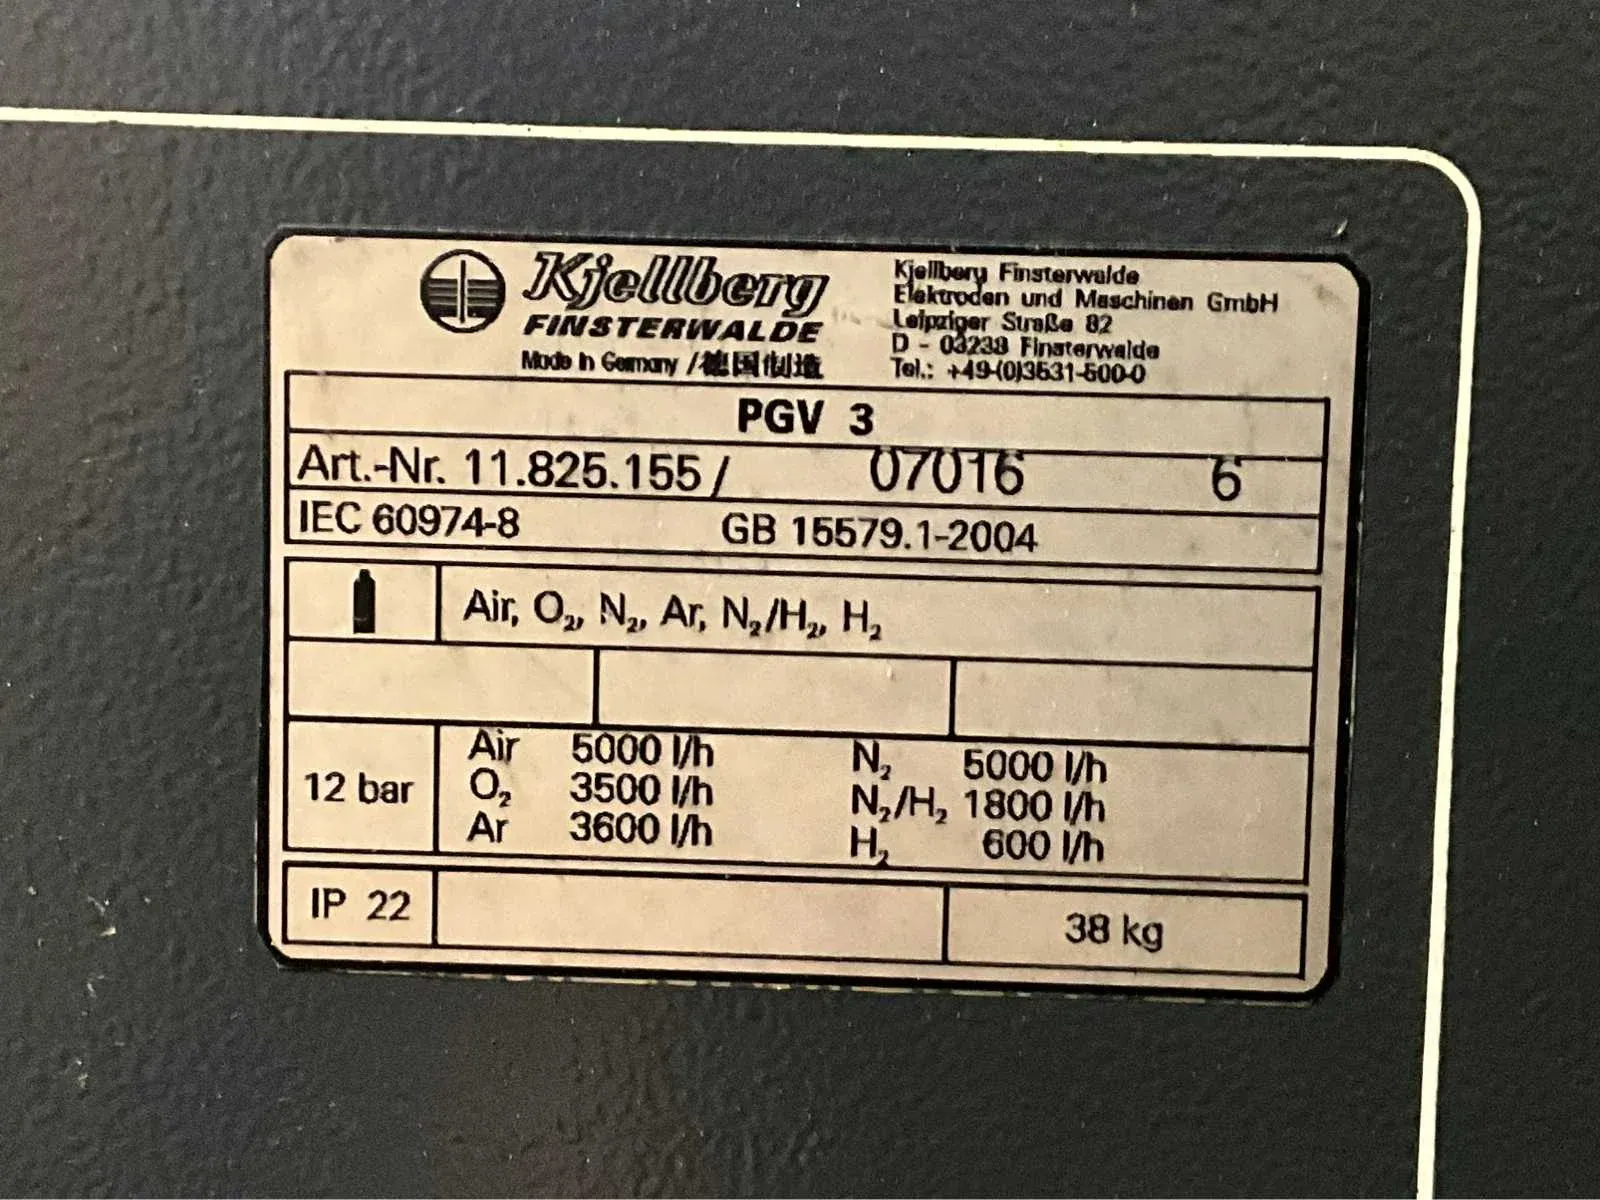 Kjellberg
FINSTERWALDE
Made in Germany / 德国制造
Kjellberg Finsterwalde
Elektroden und Maschinen GmbH
Leipziger Straße 82
D - 03238 Finsterwalde
Tel.: +49-(0)3531-500-0
PGV 3
Art.-Nr. 11.825.155 / 07016 6
IEC 60974-8 GB 15579.1-2004
Air, O₂, N₂, Ar, N₂/H₂, H₂
12 bar
Air 5000 l/h N₂ 5000 l/h
O₂ 3500 l/h N₂/H₂ 1800 l/h
Ar 3600 l/h H₂ 600 l/h
IP 22 38 kg